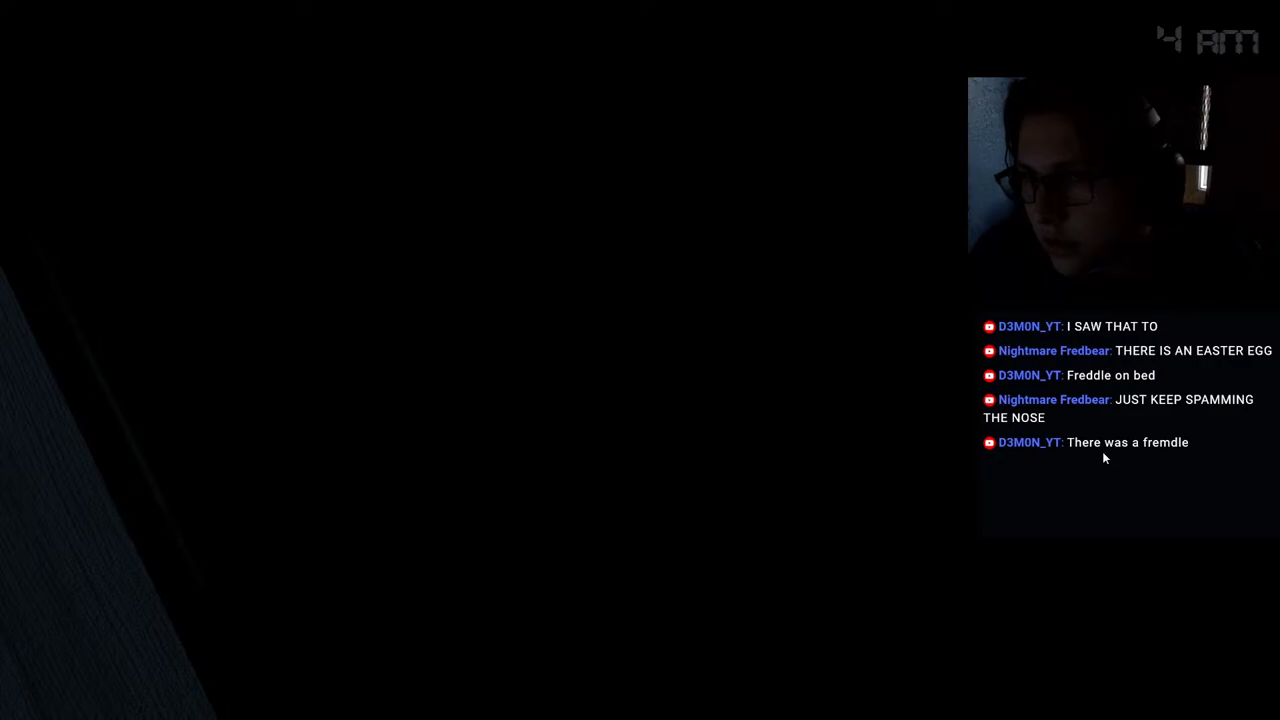 4 AM
D3M0N_YT: I SAW THAT TO
Nightmare Fredbear: THERE IS AN EASTER EGG
D3M0N_YT: Freddle on bed
Nightmare Fredbear: JUST KEEP SPAMMING
THE NOSE
D3M0N_YT: There was a fremdle